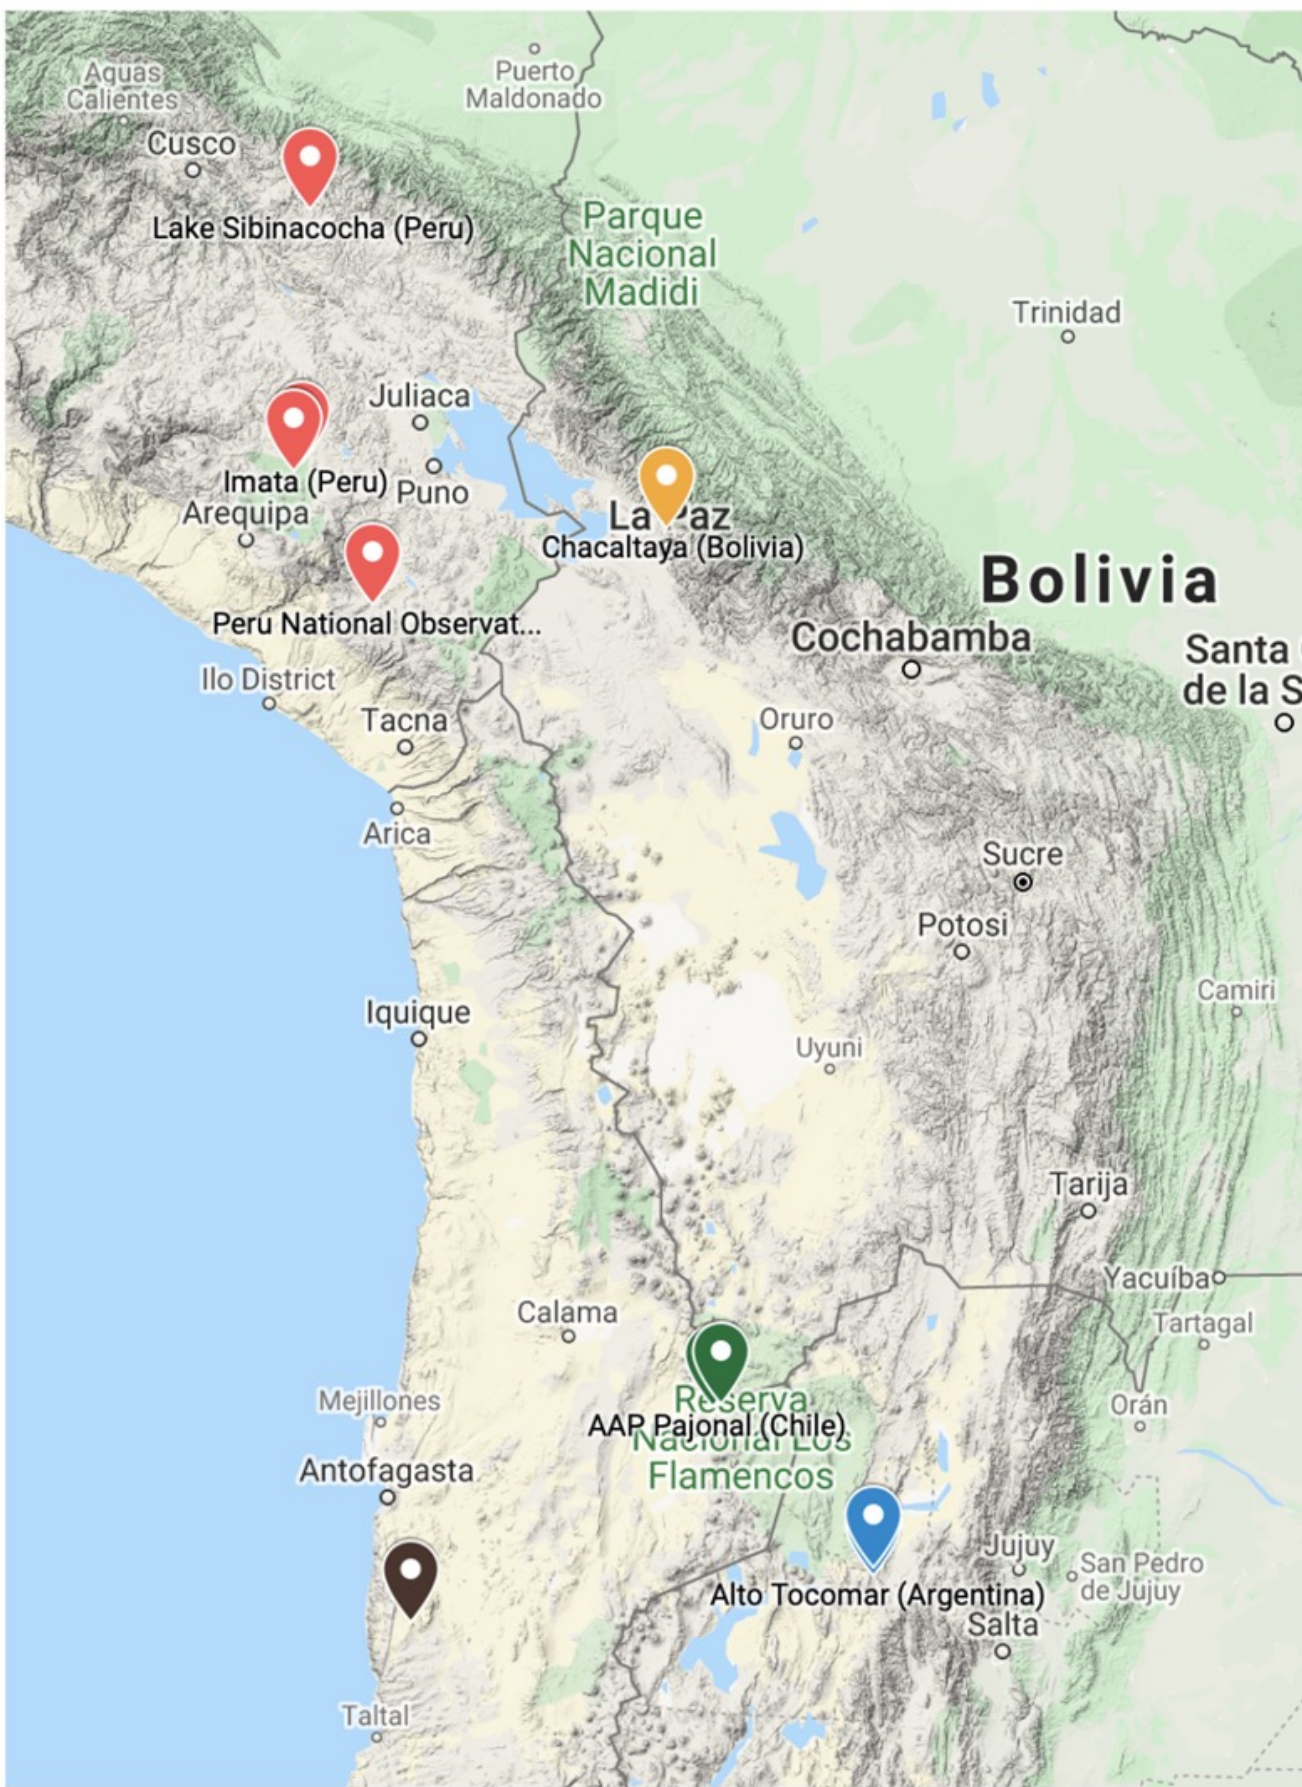 Puerto
Maldonado
Aguas
Calientes
Cusco
Lake Sibinacocha (Peru)
Parque
Nacional
Madidi
Trinidad
Juliaca
Imata (Peru)
Puno
Arequipa
La Paz
Chacaltaya (Bolivia)
Bolivia
Peru National Observat...
Cochabamba
Santa
de la S
Ilo District
Tacna
Oruro
Arica
Sucre
Potosi
Camiri
Iquique
Uyuni
Tarija
Yacuíba
Calama
Tartagal
Mejillones
Reserva
AAP Pajonal (Chile)
Nacional Los
Flamencos
Orán
Antofagasta
Jujuy
San Pedro
de Jujuy
Alto Tocomar (Argentina)
Salta
Taltal